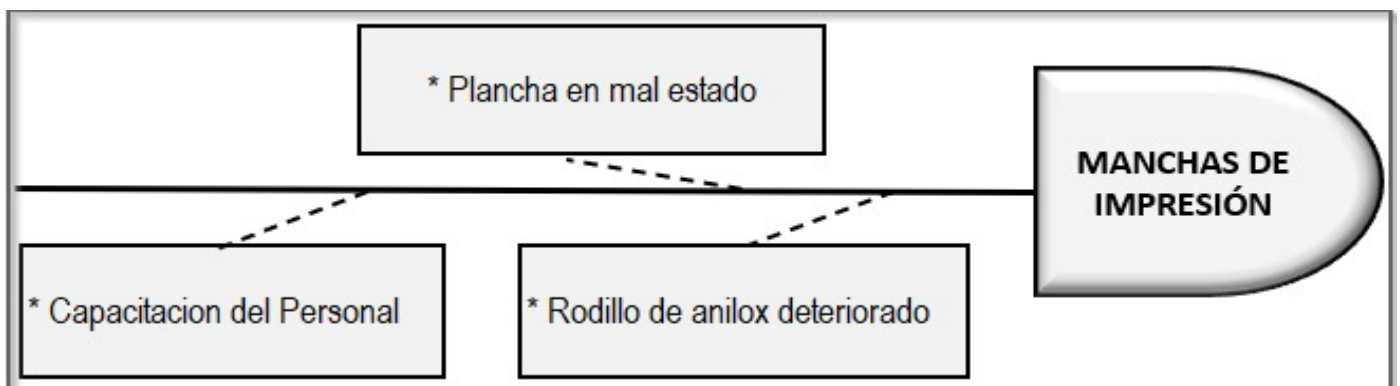 * Plancha en mal estado
MANCHAS DE
IMPRESIÓN
* Capacitacion del Personal
* Rodillo de anilox deteriorado